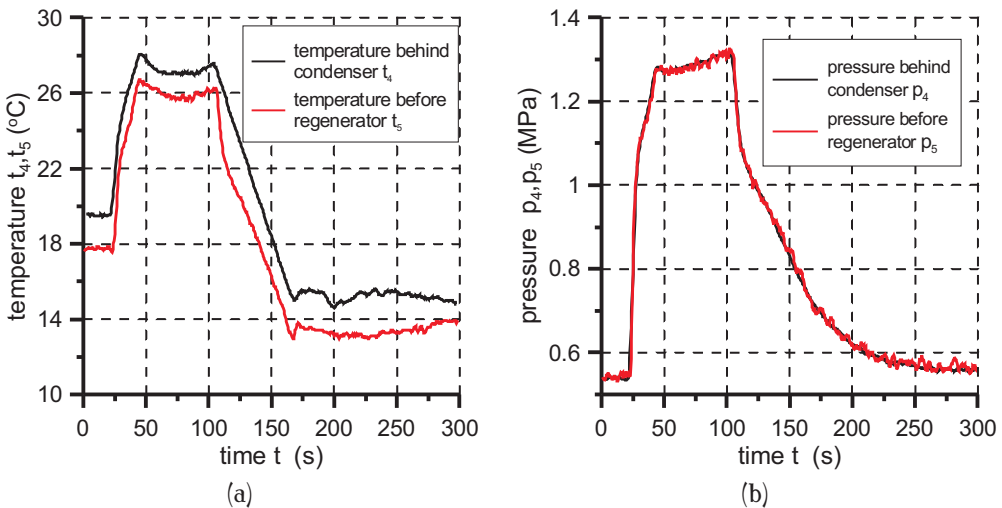 30
26
22
18
14
10
temperature t4,t5 (oC)
temperature behind
condenser t4
temperature before
regenerator t5
0 50 100 150 200 250 300
time t (s)
(a)
1.4
1.2
1
0.8
0.6
pressure p4,p5 (MPa)
pressure behind
condenser p4
pressure before
regenerator p5
0 50 100 150 200 250 300
time t (s)
(b)